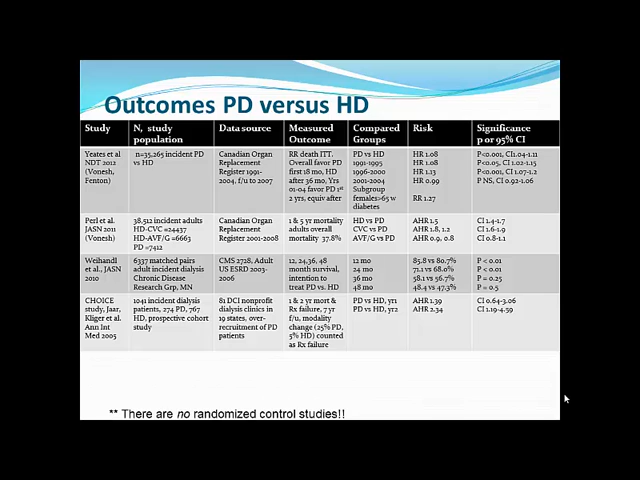 Outcomes PD versus HD
Study N, study population Data source Measured Outcome Compared Groups Risk Significance p or 95% CI
Yeates et al NDT 2012 (Vonesh, Fenton)
n=35,265 incident PD vs HD
Canadian Organ Replacement Register 1991-2004, f/u to 2007
RR death ITT. Overall favor PD first 18 mo, HD after 36 mo, Yrs 01-04 favor PD 1st 2 yrs, equiv after
PD vs HD
1991-1995
1996-2000
2001-2004
Subgroup females>65 w diabetes
HR 1.08
HR 1.08
HR 1.13
HR 0.99
RR 1.27
P<0.001, CI1.04-1.11
P<0.05, CI 1.02-1.15
P<0.001, CI 1.07-1.2
P NS, CI 0.92-1.06
Perl et al. JASN 2011 (Vonesh)
38,512 incident adults
HD-CVC =24437
HD-AVF/G =6663
PD =7412
Canadian Organ Replacement Register 2001-2008
1 & 5 yr mortality adults overall mortality 37.8%
HD vs PD
CVC vs PD
AVF/G vs PD
AHR 1.5
AHR 1.8, 1.2
AHR 0.9, 0.8
CI 1.4-1.7
CI 1.6-1.9
CI 0.8-1.1
Weihandl et al., JASN 2010
6337 matched pairs adult incident dialysis Chronic Disease Research Grp, MN
CMS 2728, Adult US ESRD 2003-2006
12, 24,36, 48 month survival, intention to treat PD vs. HD
12 mo
24 mo
36 mo
48 mo
85.8 vs 80.7%
71.1 vs 68.0%
58.1 vs 56.7%
48.4 vs 47.3%
P < 0.01
P < 0.01
P = 0.25
P = 0.5
CHOICE study, Jaar, Kliger et al. Ann Int Med 2005
1041 incident dialysis patients, 274 PD, 767 HD, prospective cohort study
81 DCI nonprofit dialysis clinics in 19 states, over-recruitment of PD patients
1 & 2 yr mort & Rx failure, 7 yr f/u, modality change (25% PD, 5% HD) counted as Rx failure
PD vs HD, yr1
PD vs HD, yr2
AHR 1.39
AHR 2.34
CI 0.64-3.06
CI 1.19-4.59
** There are no randomized control studies!!